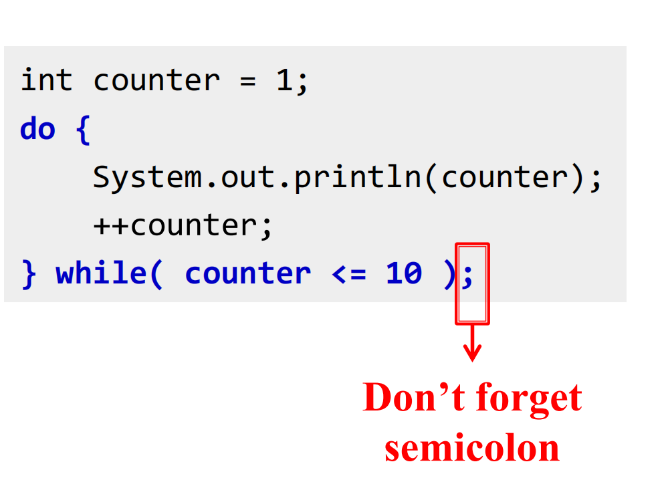 int counter = 1;
do {
    System.out.println(counter);
    ++counter;
} while( counter <= 10 );
Don’t forget
semicolon